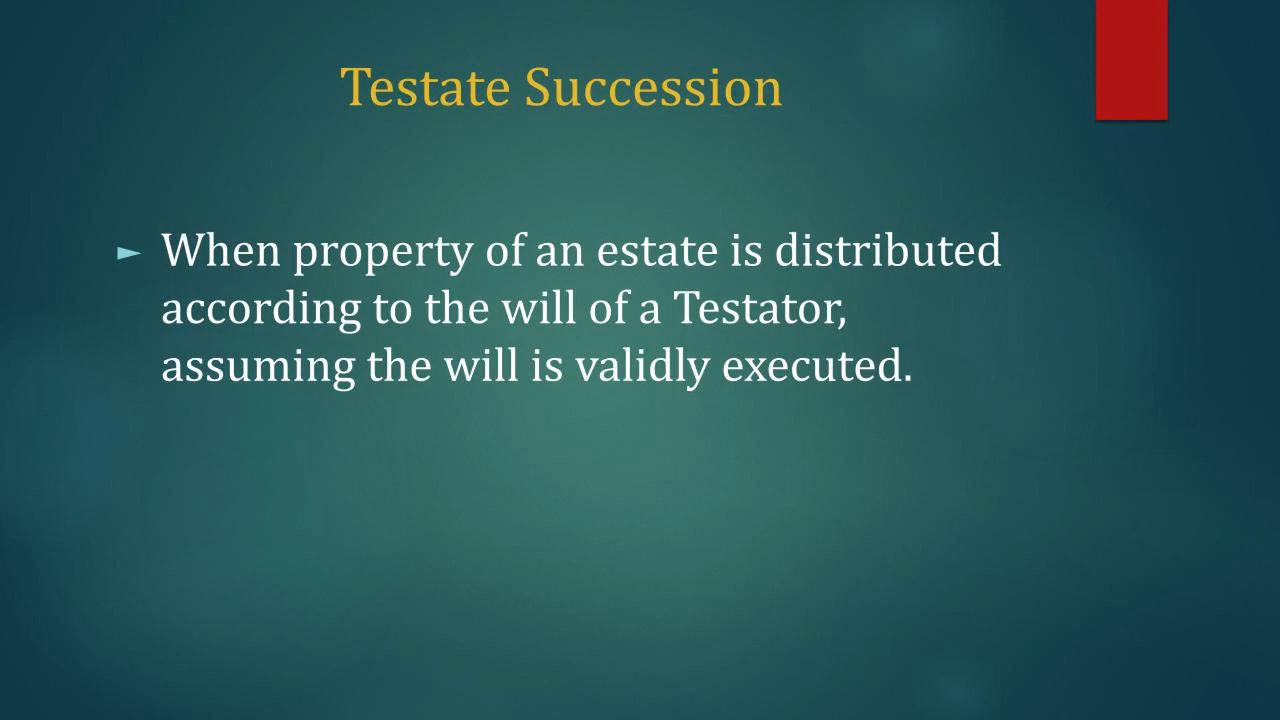 Testate Succession
► When property of an estate is distributed
according to the will of a Testator,
assuming the will is validly executed.